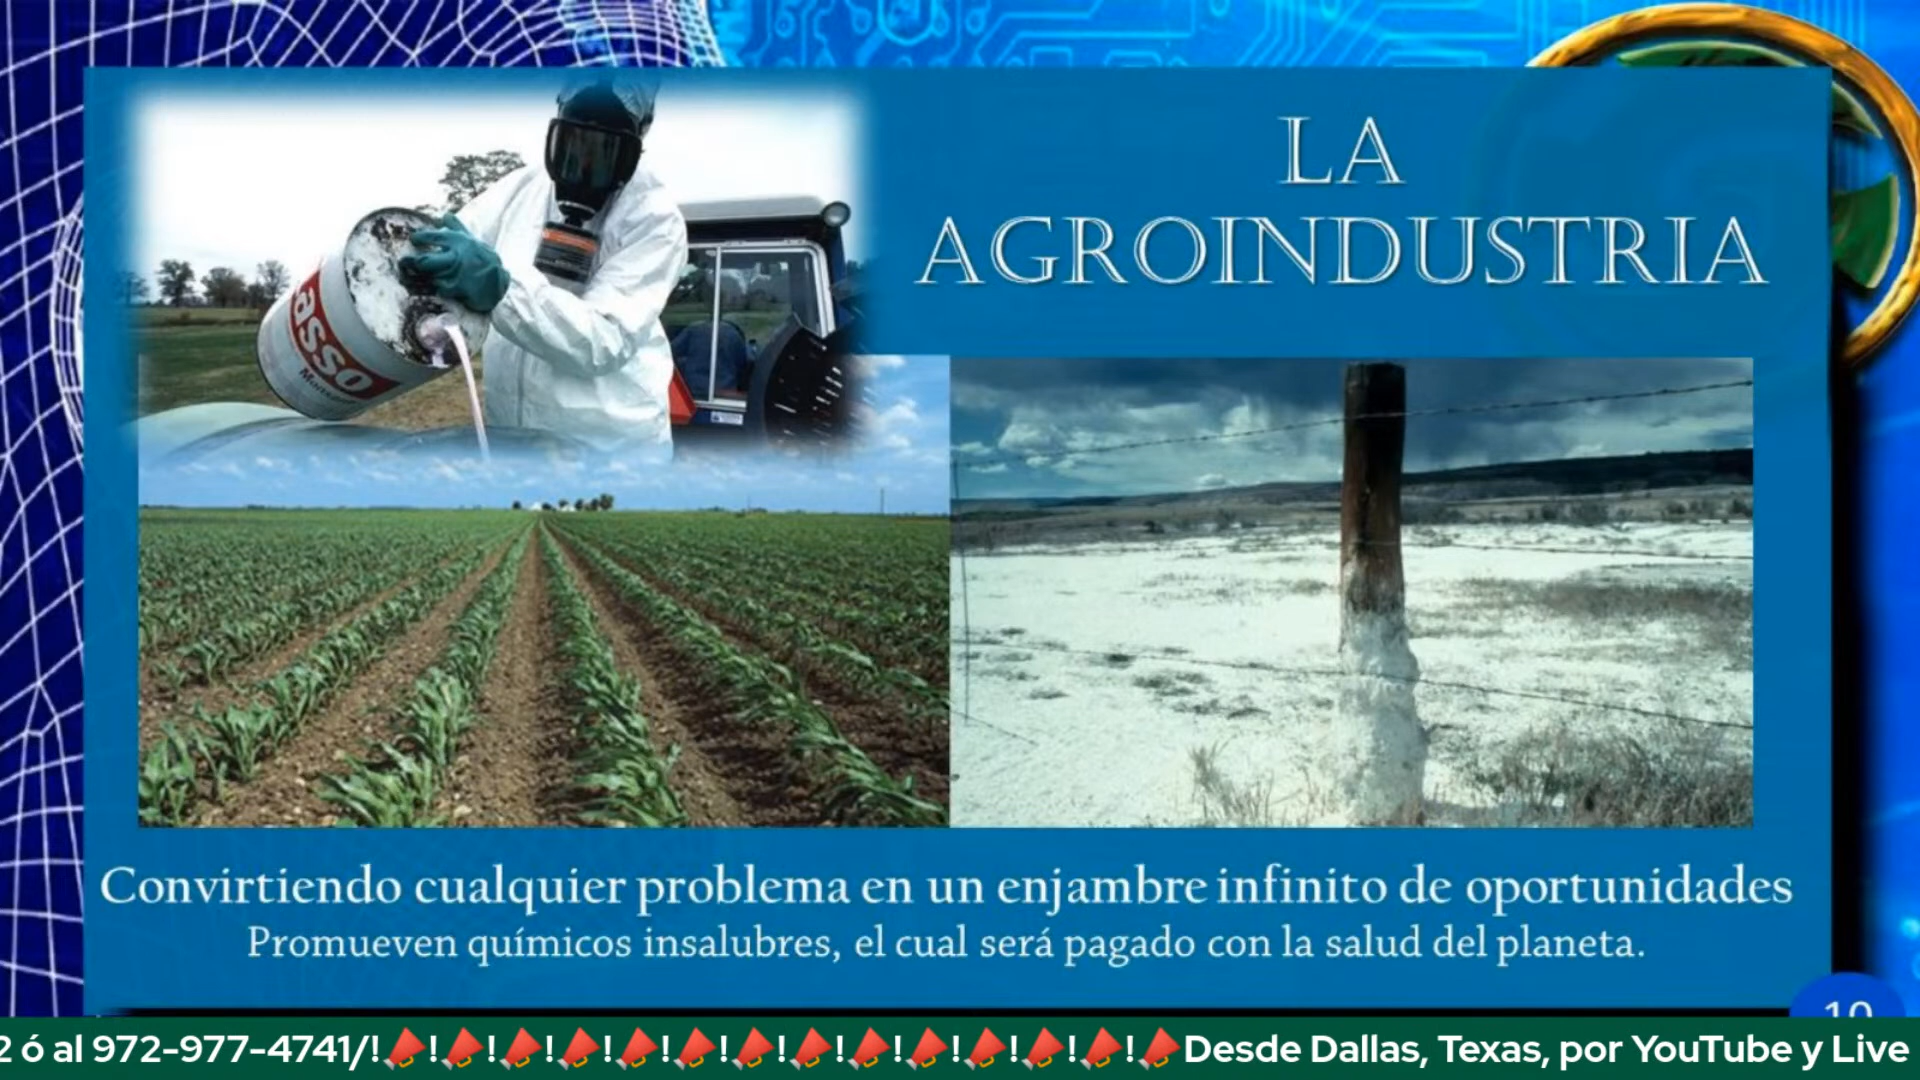 LA
AGROINDUSTRIA
asso
Convirtiendo cualquier problema en un enjambre infinito de oportunidades
Promueven químicos insalubres, el cual será pagado con la salud del planeta.
10
2 ó al 972-977-4741/!📣!📣!📣!📣!📣!📣!📣!📣!📣!📣!📣!📣!📣!📣Desde Dallas, Texas, por YouTube y Live